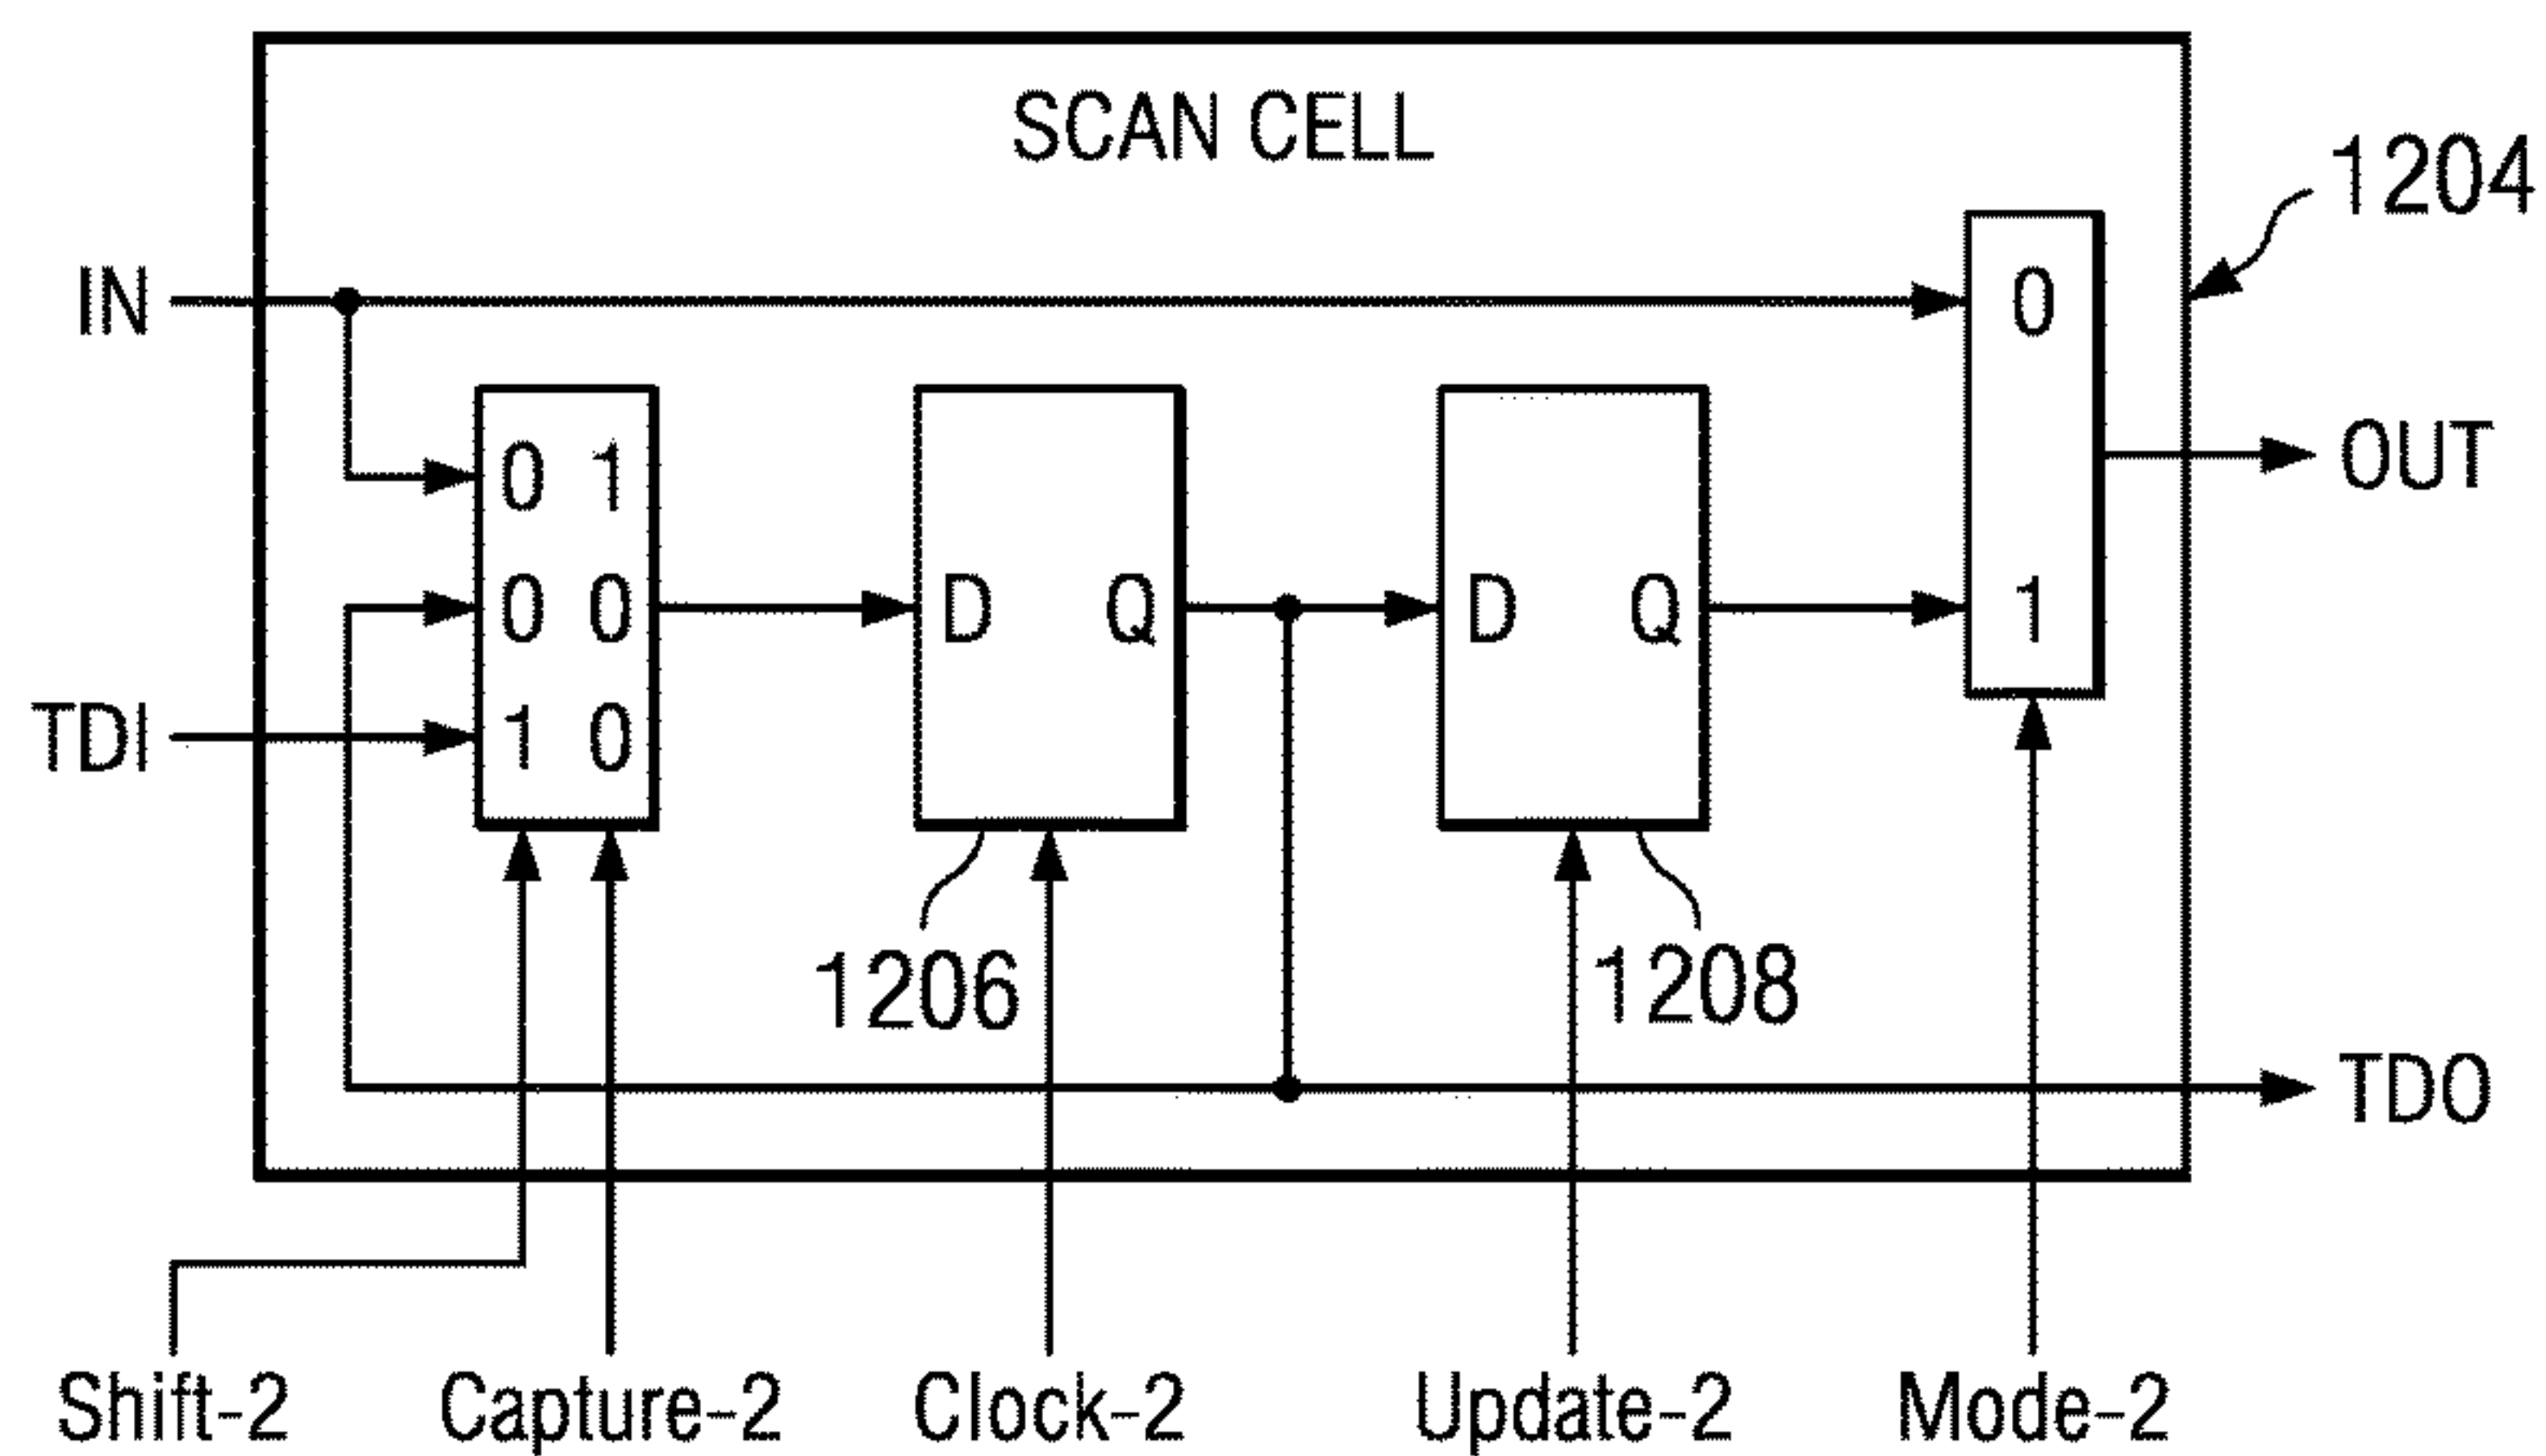 SCAN CELL
1204
IN
0
0 1
OUT
0 0
D Q
D Q
1
TDI
1 0
1206
1208
TDO
Shift-2
Capture-2
Clock-2
Update-2
Mode-2